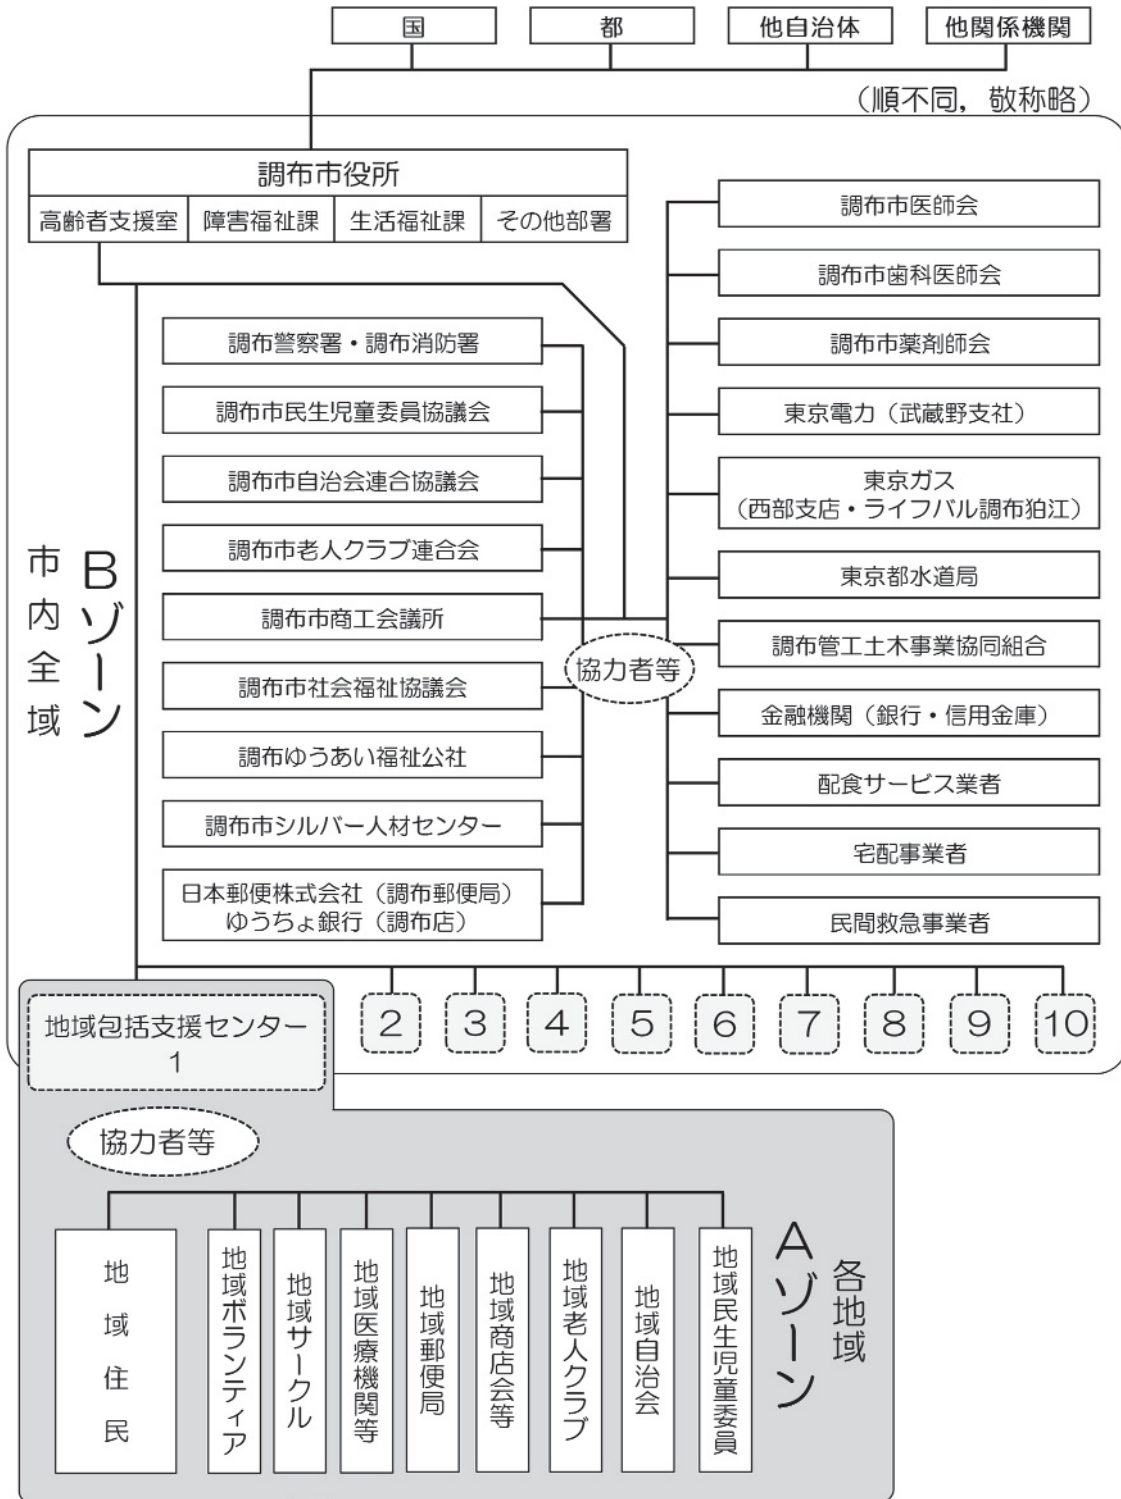 国
都
他自治体
他関係機関
（順不同，敬称略）
調布市役所
高齢者支援室
障害福祉課
生活福祉課
その他部署
調布警察署・調布消防署
調布市民生児童委員協議会
調布市自治会連合協議会
調布市老人クラブ連合会
調布市商工会議所
調布市社会福祉協議会
調布ゆうあい福祉公社
調布市シルバー人材センター
日本郵便株式会社（調布郵便局）
ゆうちょ銀行（調布店）
調布市医師会
調布市歯科医師会
調布市薬剤師会
東京電力（武蔵野支社）
東京ガス
（西部支店・ライフバル調布狛江）
東京都水道局
調布管工土木事業協同組合
金融機関（銀行・信用金庫）
配食サービス業者
宅配事業者
民間救急事業者
協力者等
Bゾーン
市内全域
地域包括支援センター
1
2
3
4
5
6
7
8
9
10
協力者等
地域住民
地域ボランティア
地域サークル
地域医療機関等
地域郵便局
地域商店会等
地域老人クラブ
地域自治会
地域民生児童委員
Aゾーン
各地域